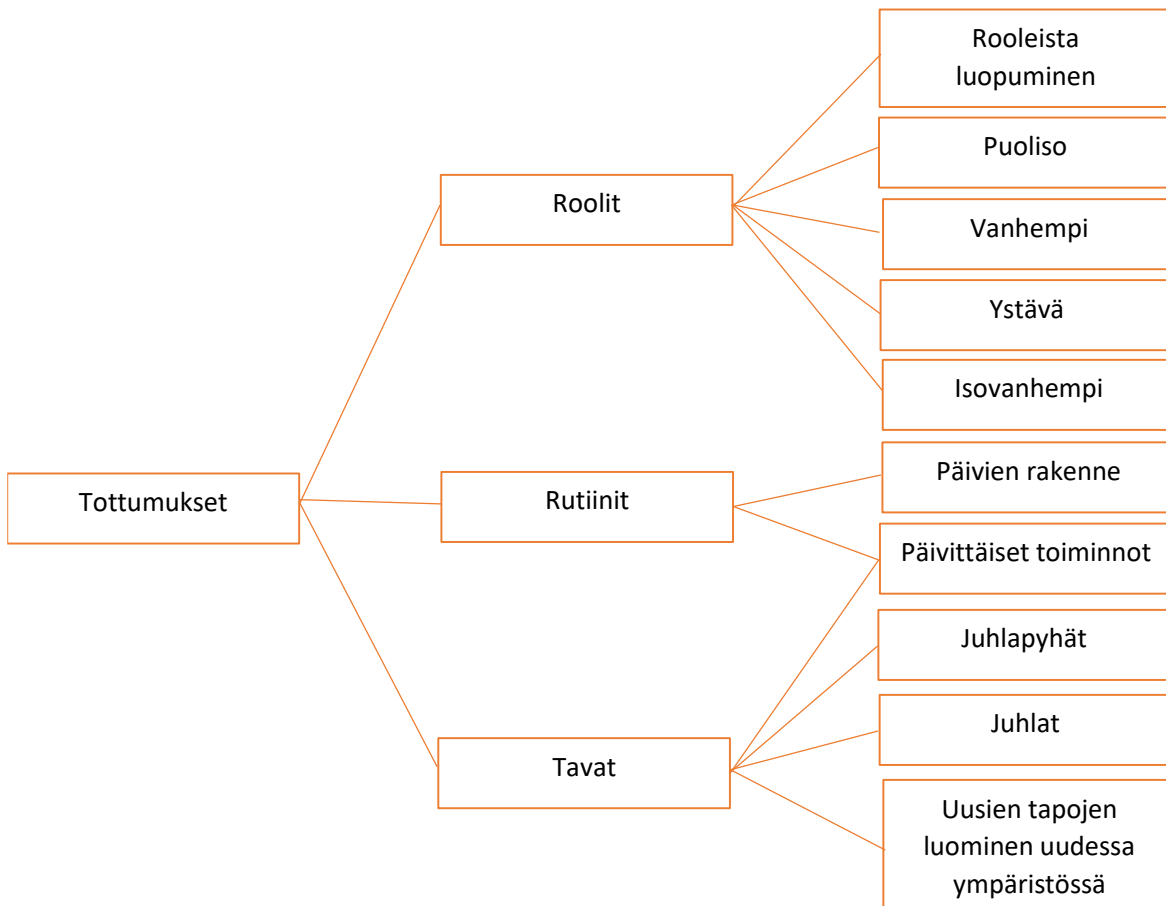 Rooleista
luopuminen
Puoliso
Roolit
Vanhempi
Ystävä
Isovanhempi
Päivien rakenne
Tottumukset
Rutiinit
Päivittäiset toiminnot
Juhlapyhät
Juhlat
Tavat
Uusien tapojen
luominen uudessa
ympäristössä